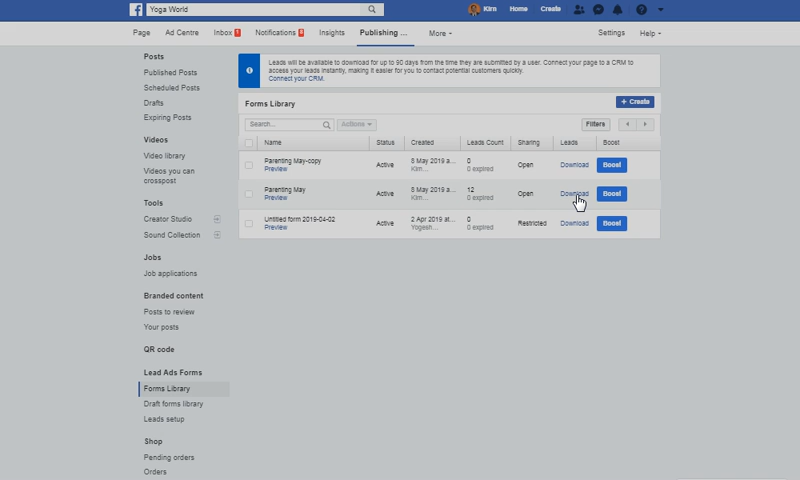 Yoga World
Kim Home Create
Page Ad Centre Inbox 1 Notifications 8 Insights Publishing ... More Settings Help
Posts
Published Posts
Scheduled Posts
Drafts
Expiring Posts
Videos
Video library
Videos you can
crosspost
Tools
Creator Studio
Sound Collection
Jobs
Job applications
Branded content
Posts to review
Your posts
QR code
Lead Ads Forms
Forms Library
Draft forms library
Leads setup
Shop
Pending orders
Orders
Leads will be available to download for up to 90 days from the time they are submitted by a user. Connect your page to a CRM to
access your leads instantly, making it easier for you to contact potential customers quickly.
Connect your CRM.
Forms Library
+ Create
Search... Actions Filters
Name Status Created Leads Count Sharing Leads Boost
Parenting May-copy Active 8 May 2019 a... 0 Open Download Boost
Preview Kim... 0 expired
Parenting May Active 8 May 2019 a... 12 Open Download Boost
Preview Kim... 0 expired
Untitled form 2019-04-02 Active 2 Apr 2019 at... 0 Restricted Download Boost
Preview Yogesh... 0 expired